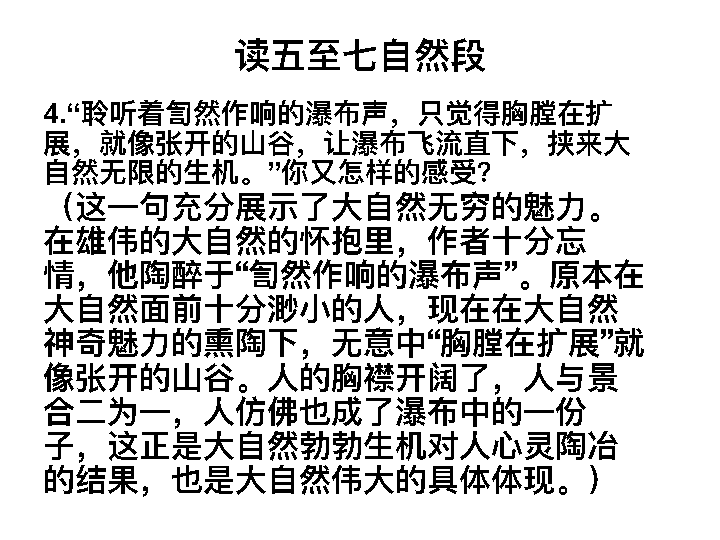 读五至七自然段
4.“聆听着訇然作响的瀑布声，只觉得胸膛在扩
展，就像张开的山谷，让瀑布飞流直下，挟来大
自然无限的生机。”你又怎样的感受?
（这一句充分展示了大自然无穷的魅力。
在雄伟的大自然的怀抱里，作者十分忘
情，他陶醉于“訇然作响的瀑布声”。原本在
大自然面前十分渺小的人，现在在大自然
神奇魅力的熏陶下，无意中“胸膛在扩展”就
像张开的山谷。人的胸襟开阔了，人与景
合二为一，人仿佛也成了瀑布中的一份
子，这正是大自然勃勃生机对人心灵陶冶
的结果，也是大自然伟大的具体体现。）